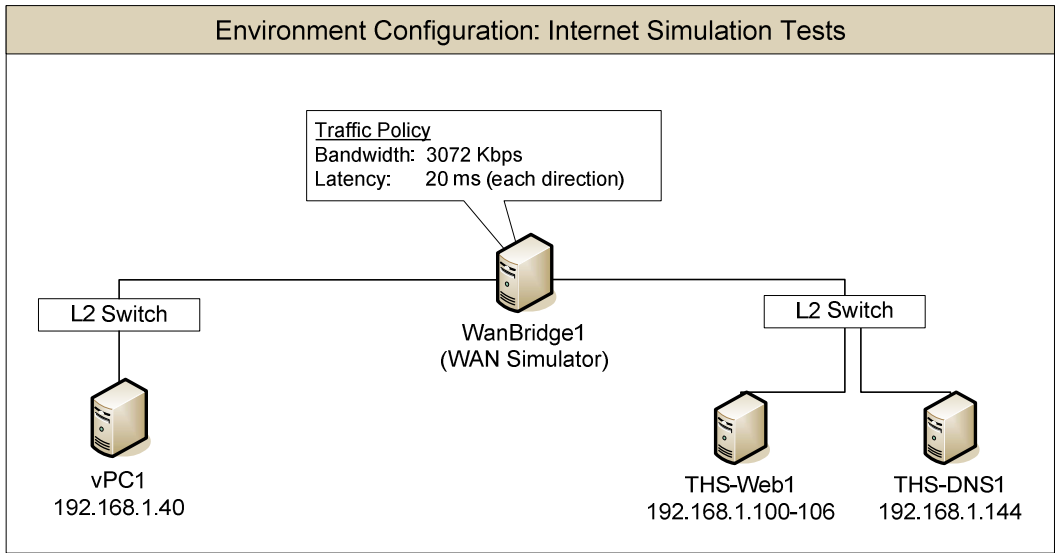 Environment Configuration: Internet Simulation Tests
Traffic Policy
Bandwidth: 3072 Kbps
Latency: 20 ms (each direction)
L2 Switch
L2 Switch
WanBridge1
(WAN Simulator)
vPC1
192.168.1.40
THS-Web1
192.168.1.100-106
THS-DNS1
192.168.1.144